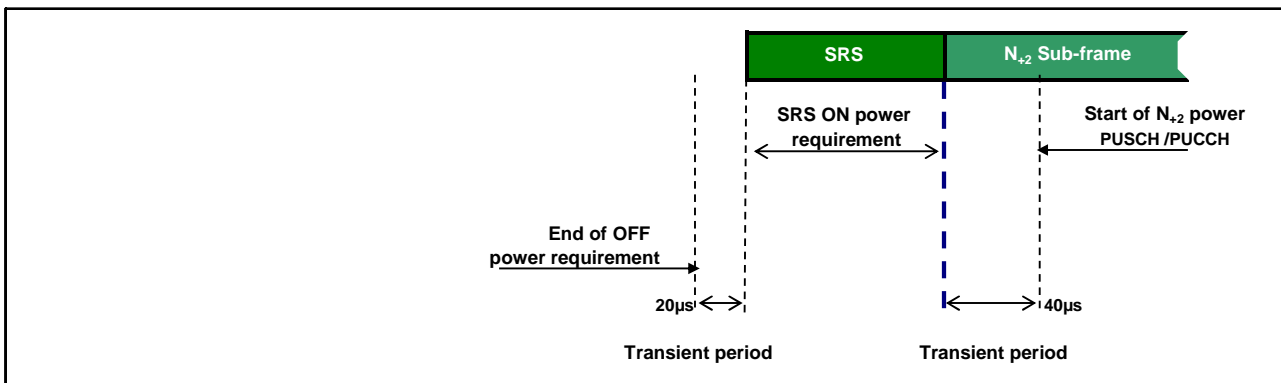 SRS
N+2 Sub-frame
SRS ON power
requirement
Start of N+2 power
PUSCH /PUCCH
End of OFF
power requirement
20µs
40µs
Transient period
Transient period